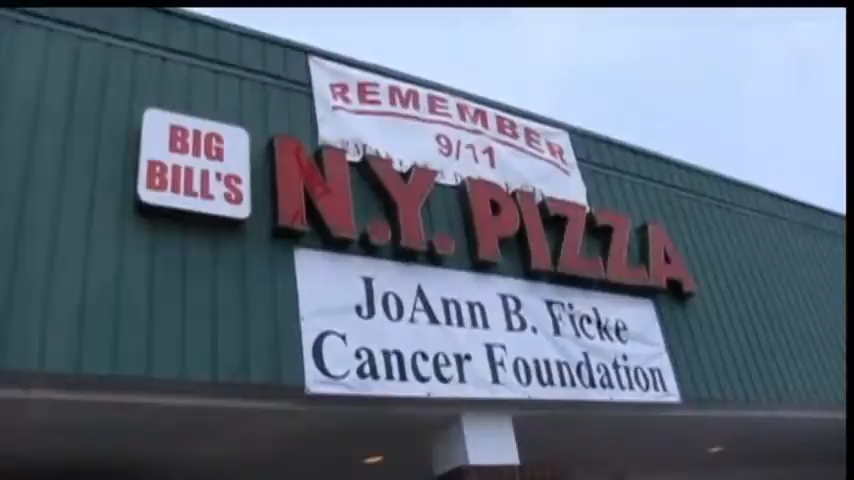 REMEMBER
9/11
BIG
BILL'S
N.Y. PIZZA
JoAnn B. Ficke
Cancer Foundation